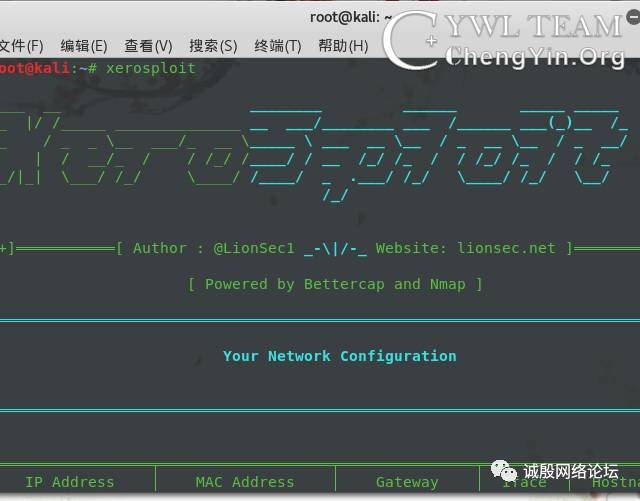 root@kali: ~
CYWL TEAM
C+ ChengYin.Org
文件(F) 编辑(E) 查看(V) 搜索(S) 终端(T) 帮助(H)
root@kali:~# xerosploit
XeroSploit
+]═══════════[ Author : @LionSec1 _-\|/-_ Website: lionsec.net ]═══════
[ Powered by Bettercap and Nmap ]
Your Network Configuration
IP Address MAC Address Gateway Iface Hostna
诚殷网络论坛